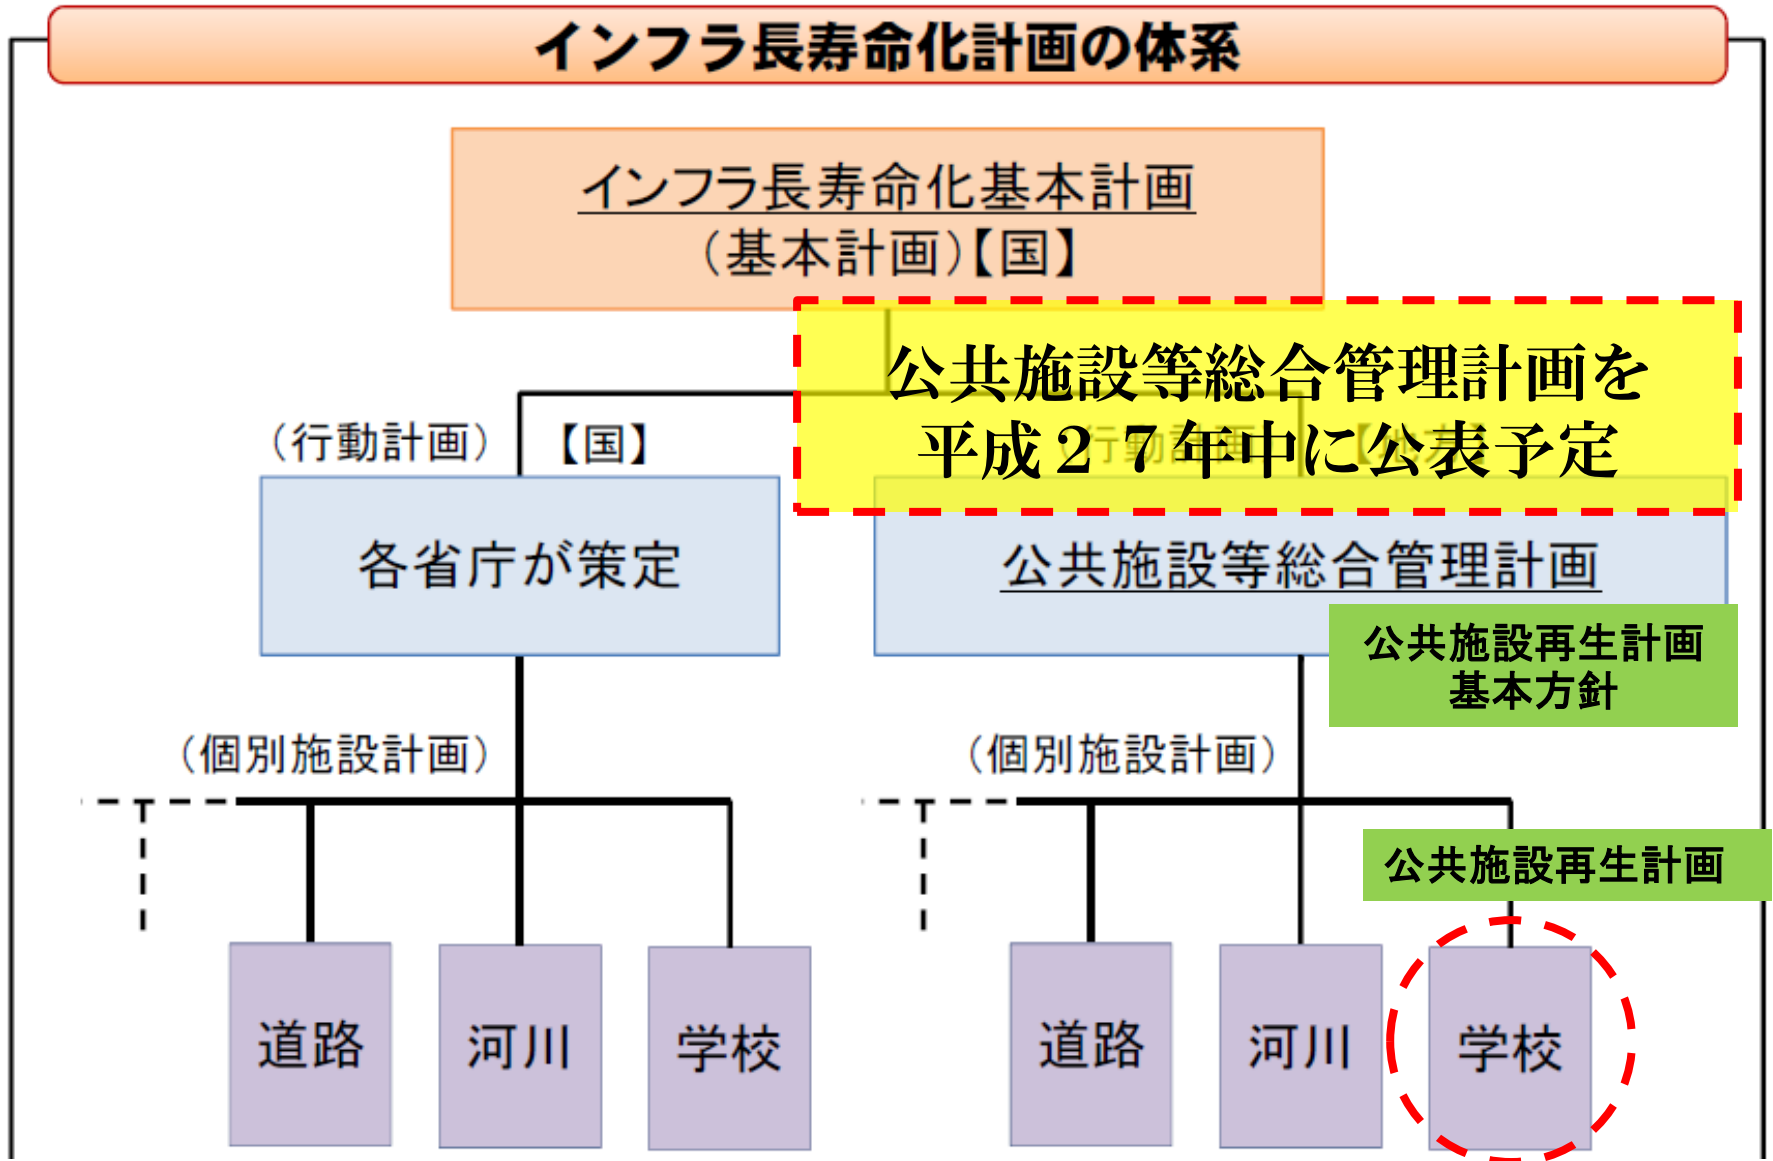 インフラ長寿命化計画の体系
インフラ長寿命化基本計画
(基本計画)【国】
公共施設等総合管理計画を
平成27年中に公表予定
(行動計画) 【国】
(行動計画) 【地方】
各省庁が策定
公共施設等総合管理計画
公共施設再生計画
基本方針
(個別施設計画)
(個別施設計画)
公共施設再生計画
道路
河川
学校
道路
河川
学校